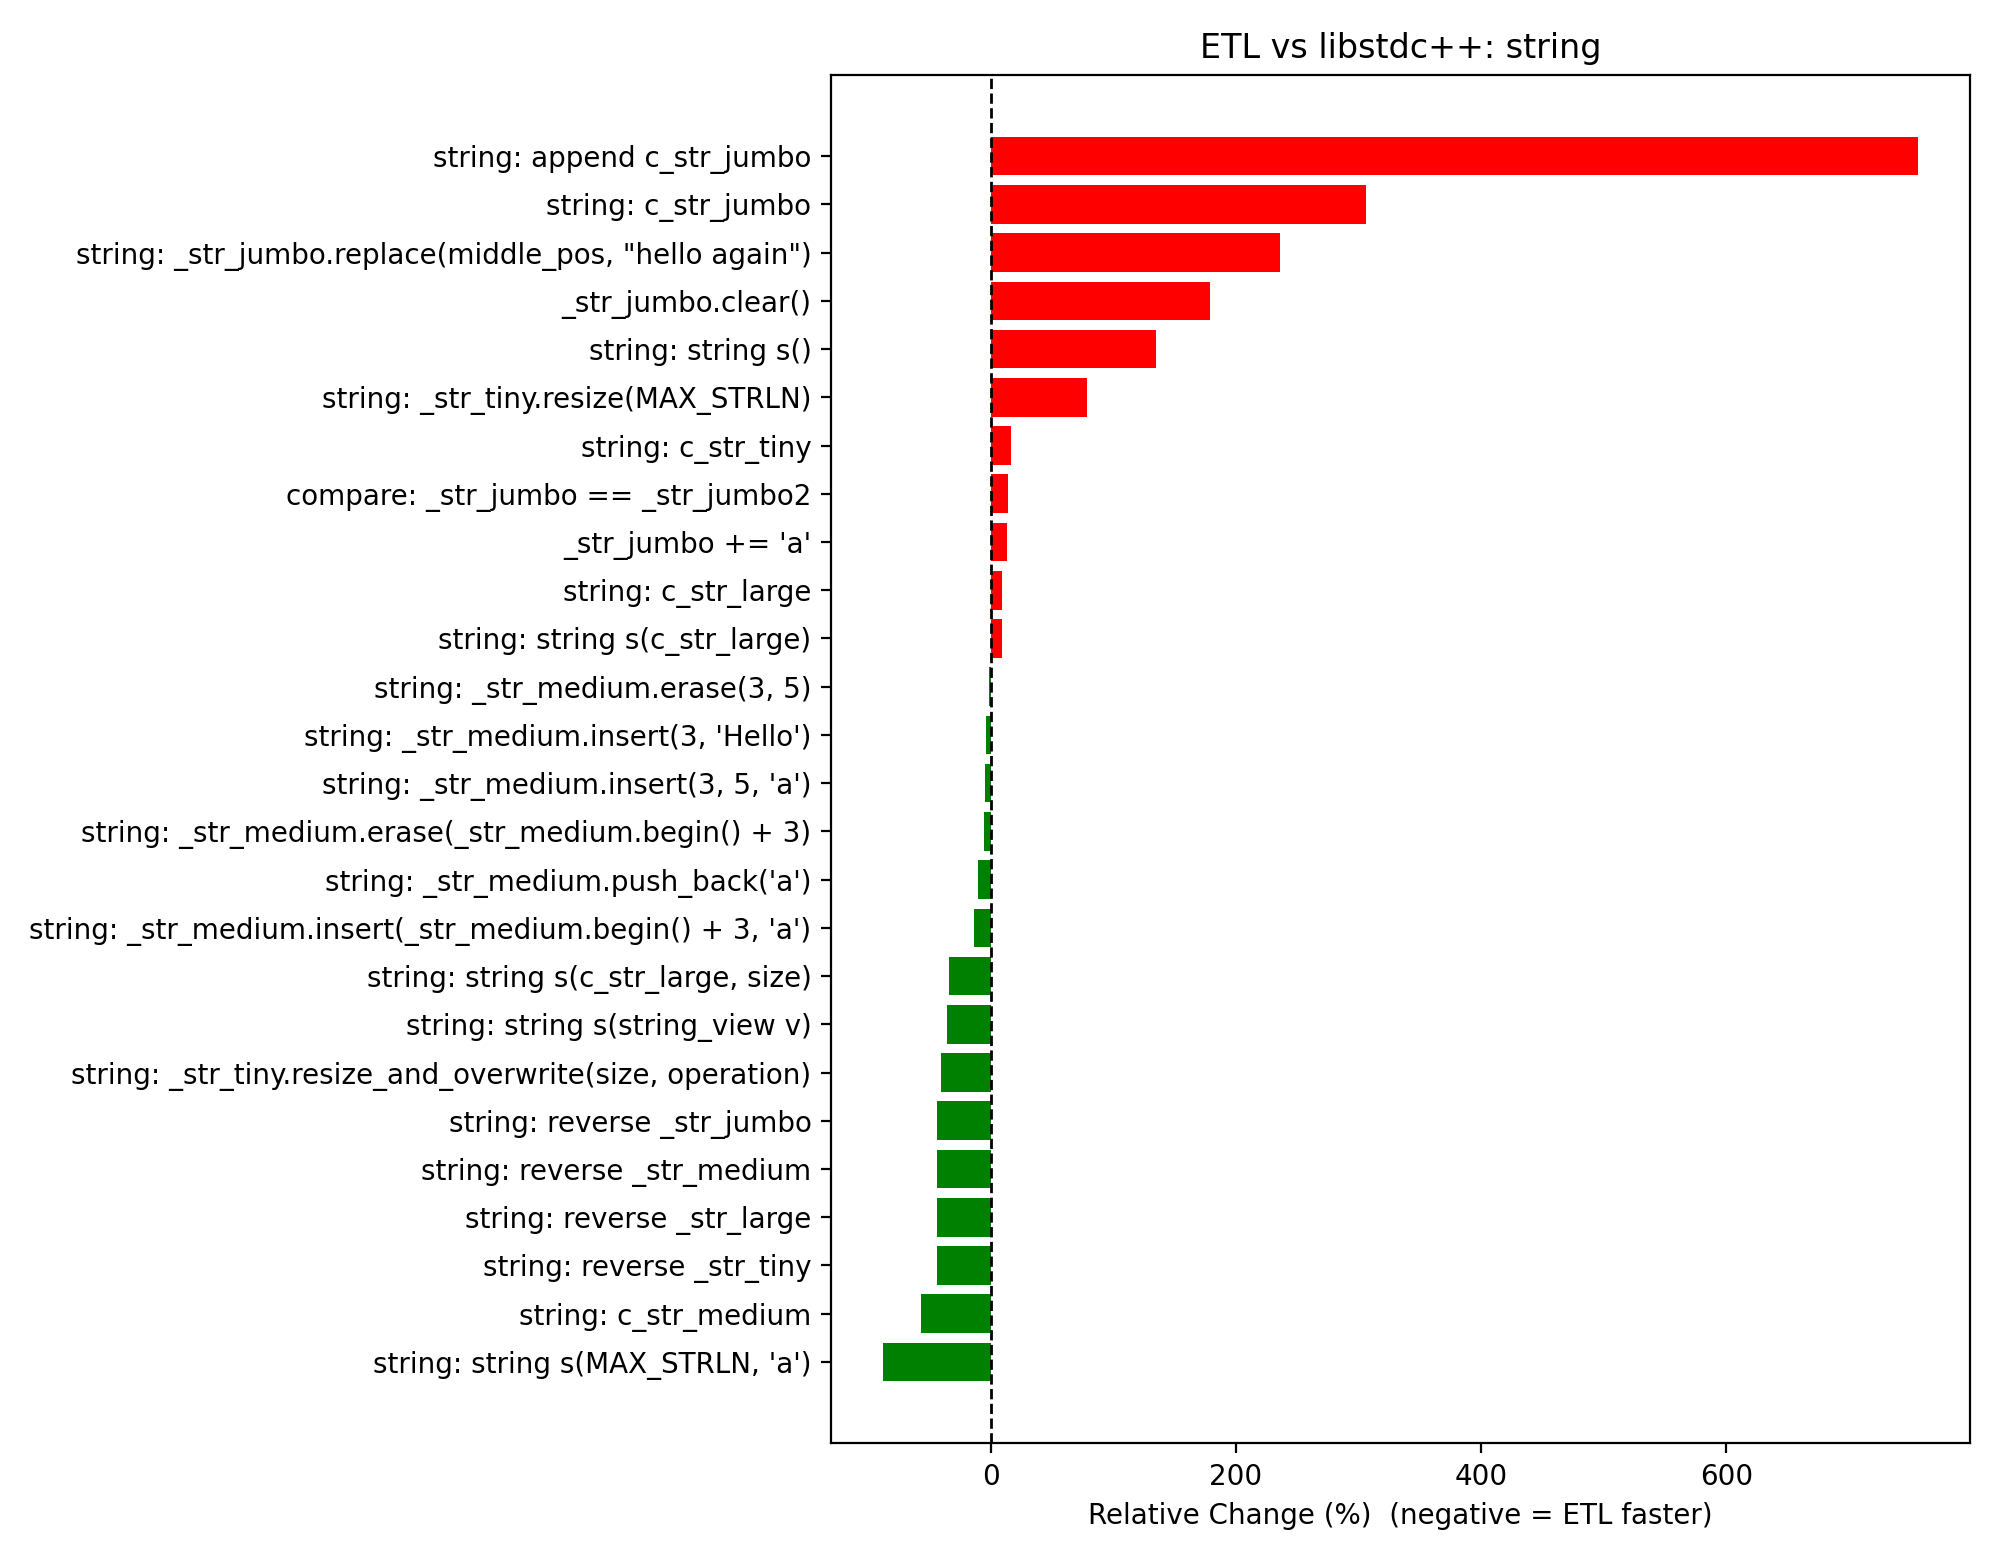 ETL vs libstdc++: string
string: append c_str_jumbo
string: c_str_jumbo
string: _str_jumbo.replace(middle_pos, "hello again")
_str_jumbo.clear()
string: string s()
string: _str_tiny.resize(MAX_STRLN)
string: c_str_tiny
compare: _str_jumbo == _str_jumbo2
_str_jumbo += 'a'
string: c_str_large
string: string s(c_str_large)
string: _str_medium.erase(3, 5)
string: _str_medium.insert(3, 'Hello')
string: _str_medium.insert(3, 5, 'a')
string: _str_medium.erase(_str_medium.begin() + 3)
string: _str_medium.push_back('a')
string: _str_medium.insert(_str_medium.begin() + 3, 'a')
string: string s(c_str_large, size)
string: string s(string_view v)
string: _str_tiny.resize_and_overwrite(size, operation)
string: reverse _str_jumbo
string: reverse _str_medium
string: reverse _str_large
string: reverse _str_tiny
string: c_str_medium
string: string s(MAX_STRLN, 'a')
0 200 400 600
Relative Change (%)  (negative = ETL faster)